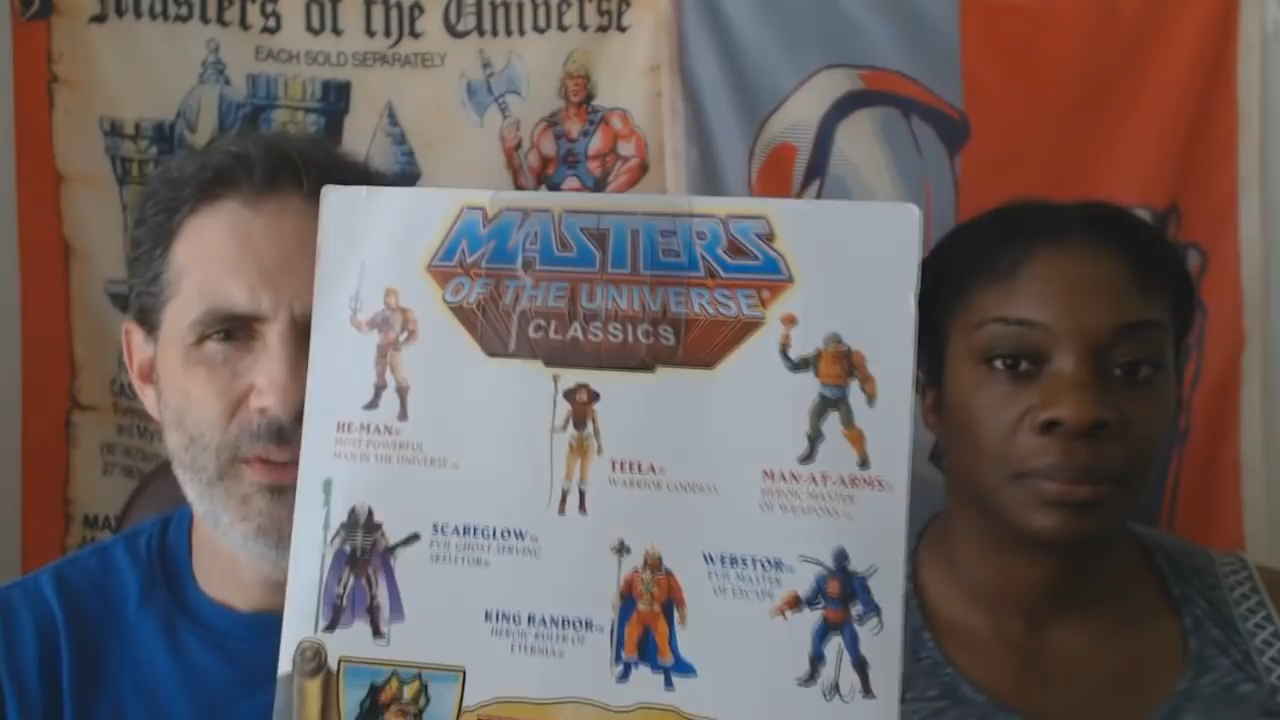 Masters of the Universe
EACH SOLD SEPARATELY
MASTERS
OF THE UNIVERSE®
CLASSICS
HE-MAN®
MOST POWERFUL
MAN IN THE UNIVERSE
TEELA®
WARRIOR GODDESS
MAN-AT-ARMS®
HEROIC MASTER
OF WEAPONS
SCAREGLOW
EVIL GHOST SERVING
SKELETOR®
KING RANDOR
HEROIC RULER OF
ETERNIA®
WEBSTOR
EVIL MASTER
OF ESCAPE